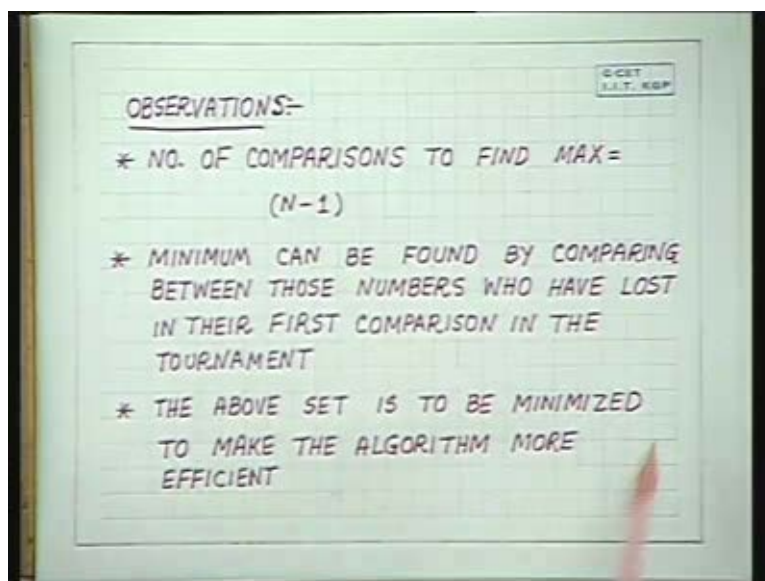 © CET
I.I.T. KGP
OBSERVATIONS:-
* NO. OF COMPARISONS TO FIND MAX =
(N-1)
* MINIMUM CAN BE FOUND BY COMPARING
BETWEEN THOSE NUMBERS WHO HAVE LOST
IN THEIR FIRST COMPARISON IN THE
TOURNAMENT
* THE ABOVE SET IS TO BE MINIMIZED
TO MAKE THE ALGORITHM MORE
EFFICIENT